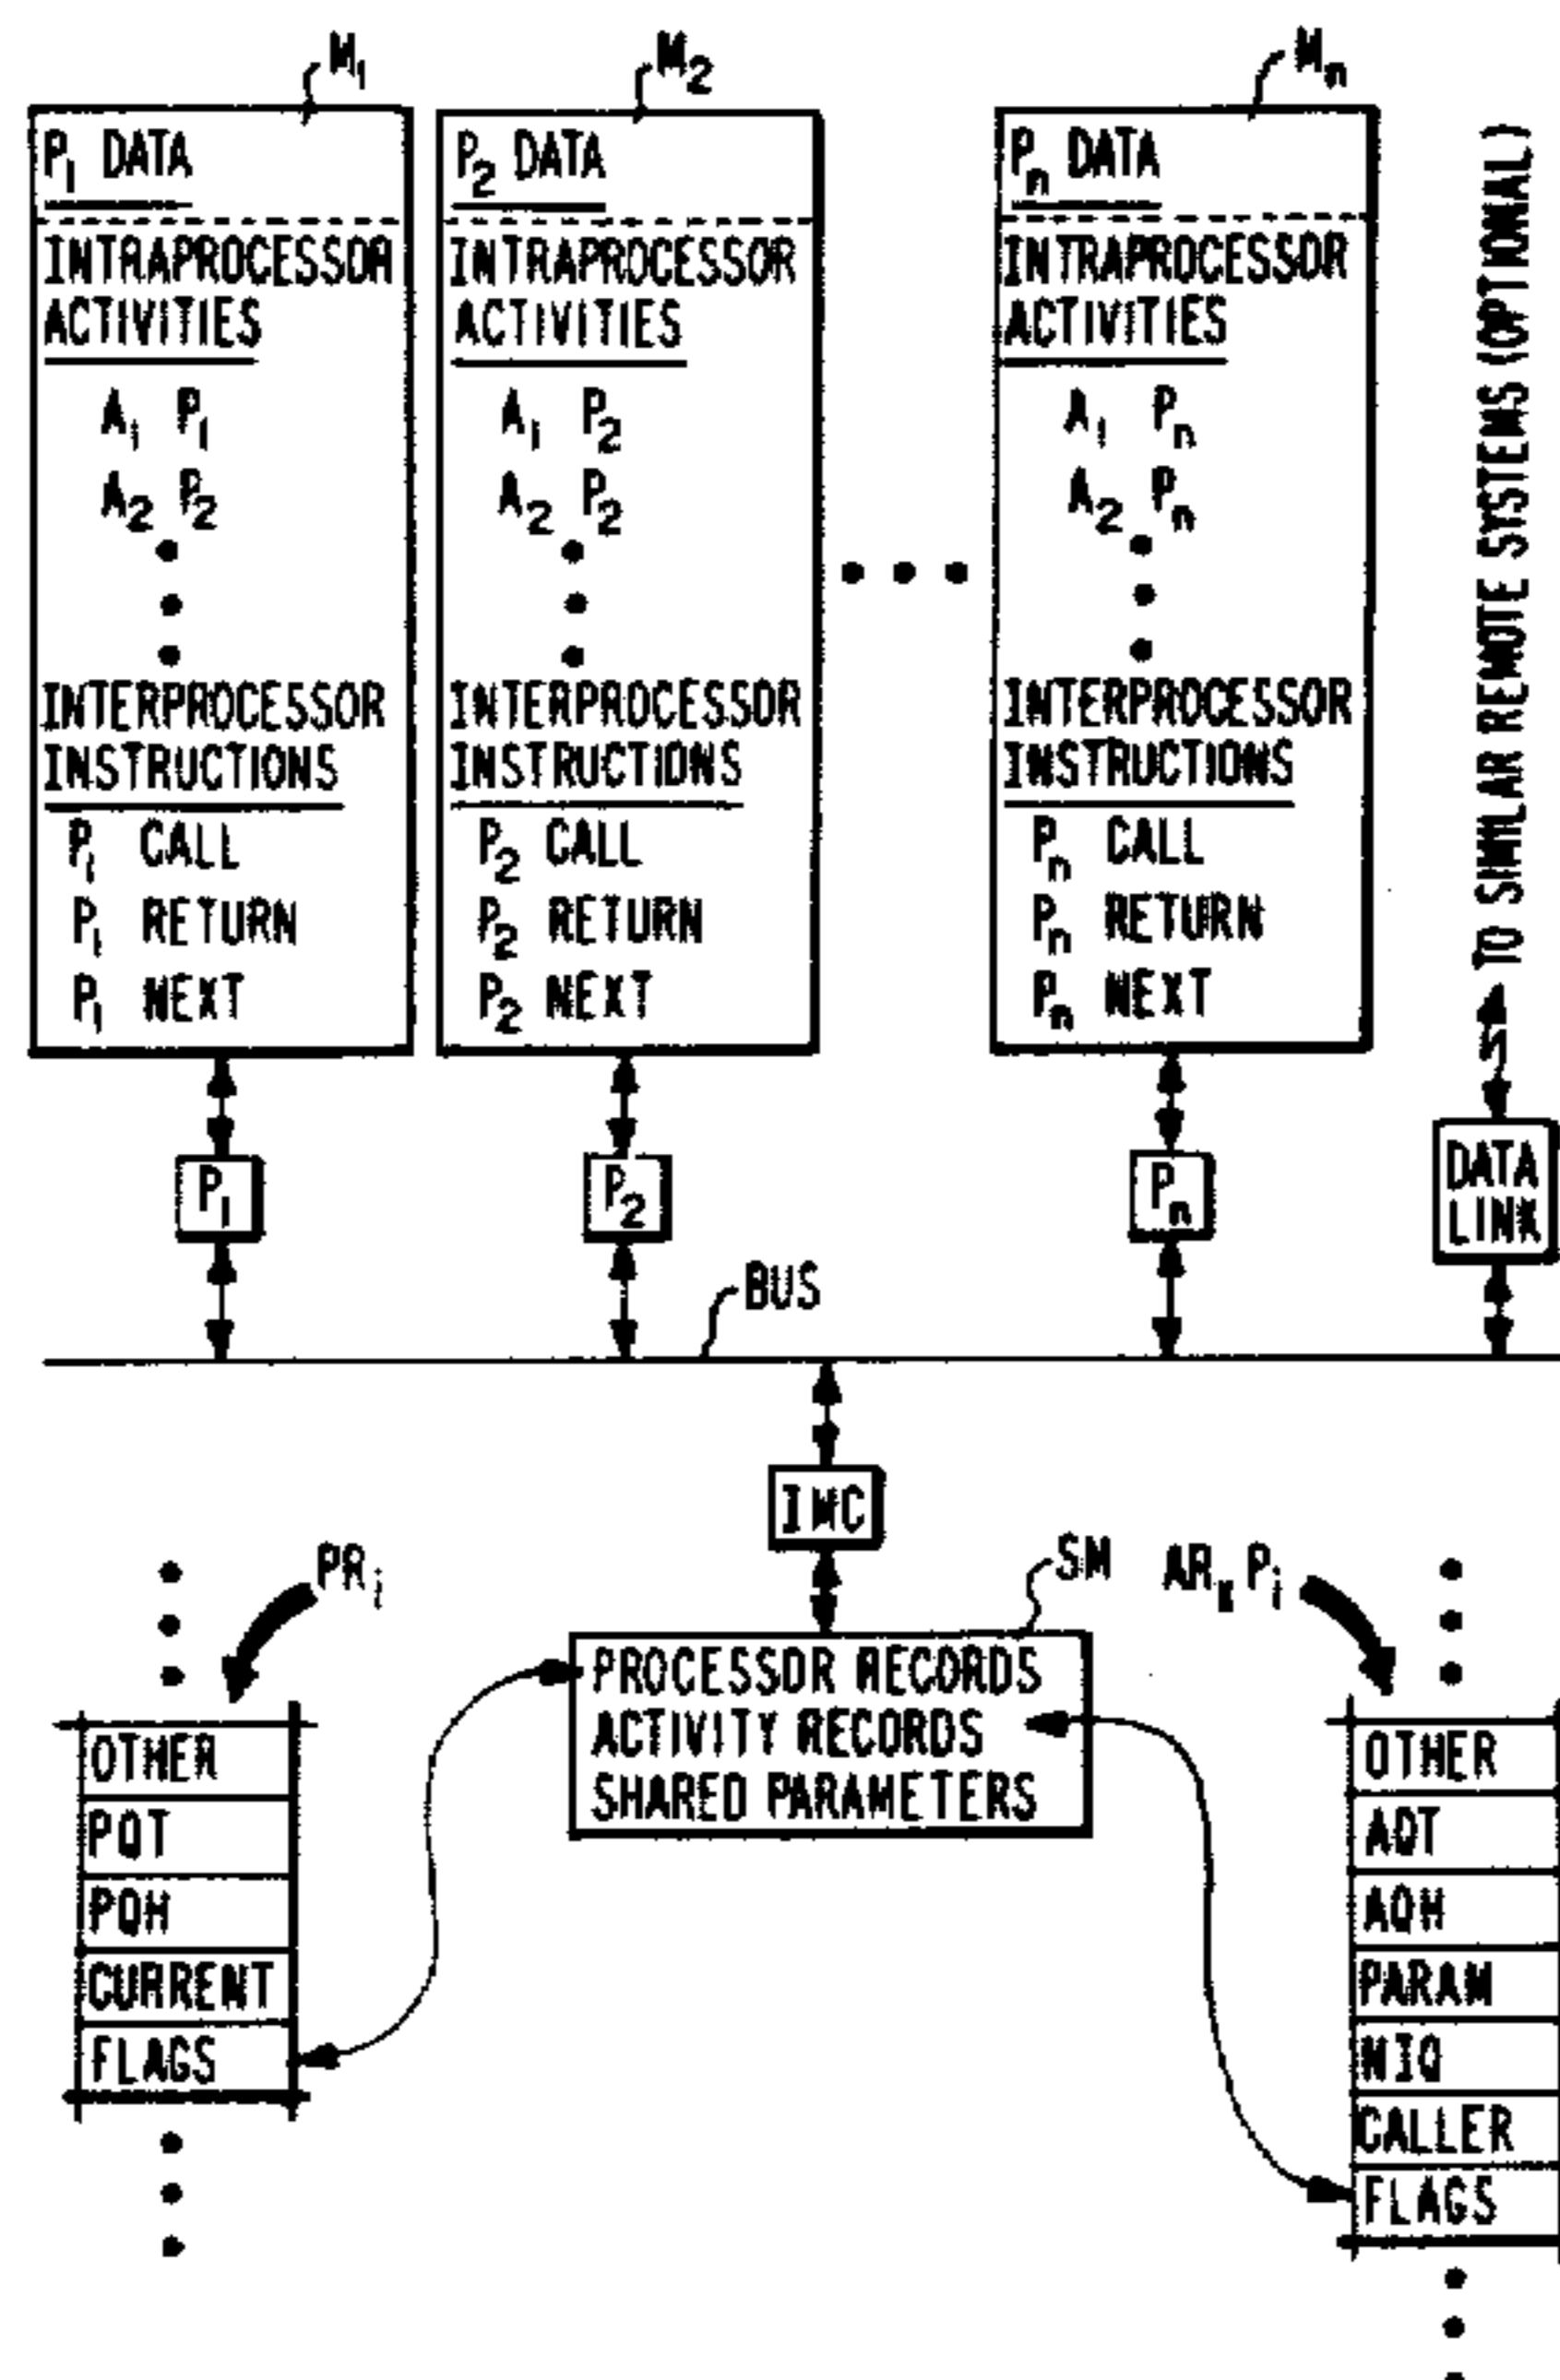 M₁
P₁ DATA
INTRAPROCESSOR
ACTIVITIES
A₁ P₁
A₂ P₂
INTERPROCESSOR
INSTRUCTIONS
P₁ CALL
P₁ RETURN
P₁ NEXT
P₁
M₂
P₂ DATA
INTRAPROCESSOR
ACTIVITIES
A₁ P₂
A₂ P₂
INTERPROCESSOR
INSTRUCTIONS
P₂ CALL
P₂ RETURN
P₂ NEXT
P₂
• • •
Mₙ
Pₙ DATA
INTRAPROCESSOR
ACTIVITIES
A₁ Pₙ
A₂ Pₙ
INTERPROCESSOR
INSTRUCTIONS
Pₙ CALL
Pₙ RETURN
Pₙ NEXT
Pₙ
TO SIMILAR REMOTE SYSTEMS (OPTIONAL)
DATA
LINK
BUS
IMC
SM
PROCESSOR RECORDS
ACTIVITY RECORDS
SHARED PARAMETERS
PRᵢ
OTHER
PQT
PQH
CURRENT
FLAGS
ARₖ Pᵢ
OTHER
AQT
AQH
PARAM
NIQ
CALLER
FLAGS